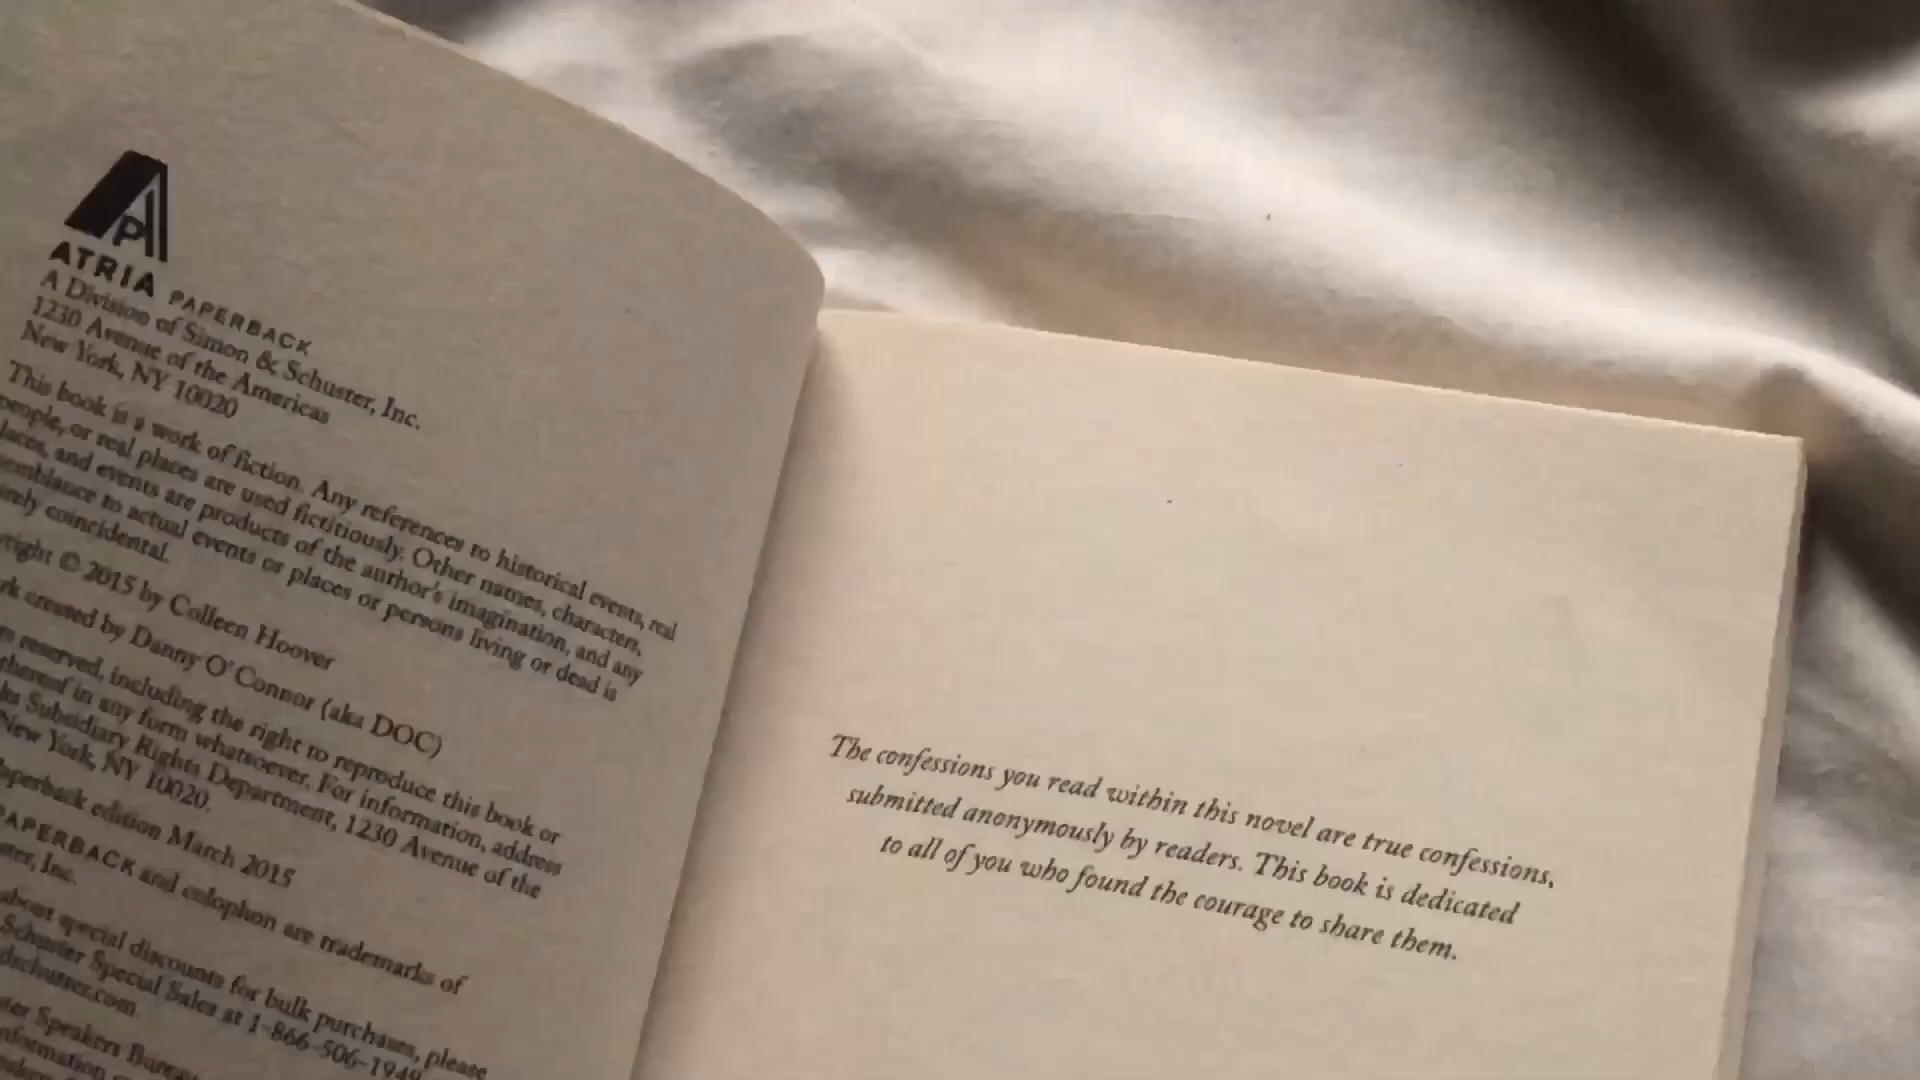 AP
ATRIA PAPERBACK
A Division of Simon & Schuster, Inc.
1230 Avenue of the Americas
New York, NY 10020
This book is a work of fiction. Any references to historical events, real
people, or real places are used fictitiously. Other names, characters,
and events are products of the author's imagination, and any
to actual events or places or persons living or dead is
coincidental.
© 2015 by Colleen Hoover
created by Danny O'Connor (aka DOC)
reserved, including the right to reproduce this book or
thereof in any form whatsoever. For information, address
Subsidiary Rights Department, 1230 Avenue of the
New York, NY 10020.
edition March 2015
PAPERBACK and colophon are trademarks of
Inc.
about special discounts for bulk purchases, please
Schuster Special Sales at 1-866-506-1949
Speakers
The confessions you read within this novel are true confessions,
submitted anonymously by readers. This book is dedicated
to all of you who found the courage to share them.